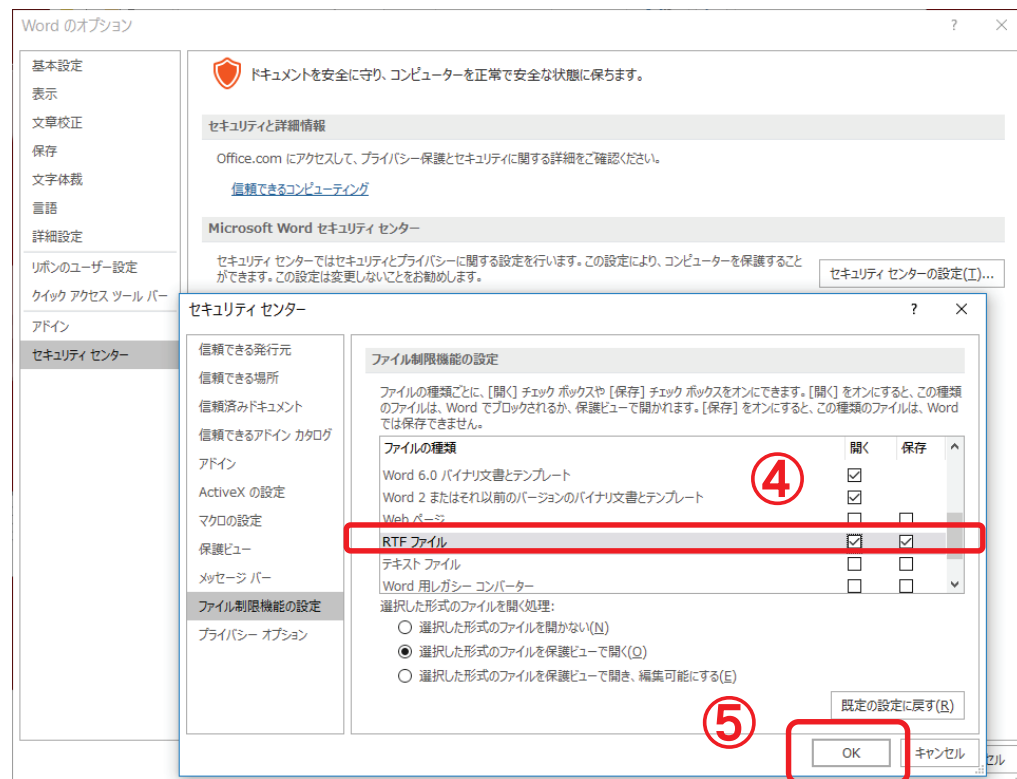 Word のオプション
?
×
基本設定
表示
文章校正
保存
文字体裁
言語
詳細設定
リボンのユーザー設定
クイック アクセス ツール バー
アドイン
セキュリティ センター
ドキュメントを安全に守り、コンピューターを正常で安全な状態に保ちます。
セキュリティと詳細情報
Office.com にアクセスして、プライバシー保護とセキュリティに関する詳細をご確認ください。
信頼できるコンピューティング
Microsoft Word セキュリティ センター
セキュリティ センターではセキュリティとプライバシーに関する設定を行います。この設定により、コンピューターを保護すること
ができます。この設定は変更しないことをお勧めします。
セキュリティ センターの設定(T)...
セキュリティ センター
?
×
信頼できる発行元
信頼できる場所
信頼済みドキュメント
信頼できるアドイン カタログ
アドイン
ActiveX の設定
マクロの設定
保護ビュー
メッセージ バー
ファイル制限機能の設定
プライバシー オプション
ファイル制限機能の設定
ファイルの種類ごとに、[開く] チェック ボックスや [保存] チェック ボックスをオンにできます。[開く] をオンにすると、この種類
のファイルは、Word でブロックされるか、保護ビューで開かれます。[保存] をオンにすると、この種類のファイルは、Word
では保存できません。
ファイルの種類 開く 保存
Word 6.0 バイナリ文書とテンプレート
④
Word 2 またはそれ以前のバージョンのバイナリ文書とテンプレート
Web ページ
RTF ファイル
テキスト ファイル
Word 用レガシー コンバーター
選択した形式のファイルを開く処理:
選択した形式のファイルを開かない(N)
選択した形式のファイルを保護ビューで開く(O)
選択した形式のファイルを保護ビューで開き、編集可能にする(E)
既定の設定に戻す(R)
⑤
OK
キャンセル
セル